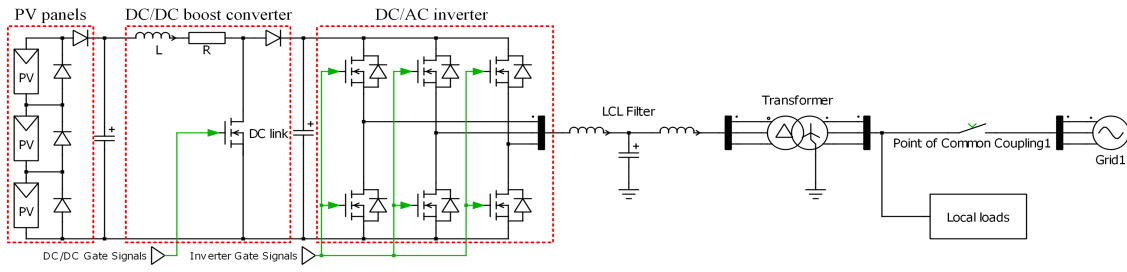 PV panels
DC/DC boost converter
DC/AC inverter
L
R
PV
PV
PV
DC link
LCL Filter
Transformer
Point of Common Coupling1
Grid1
Local loads
DC/DC Gate Signals
Inverter Gate Signals